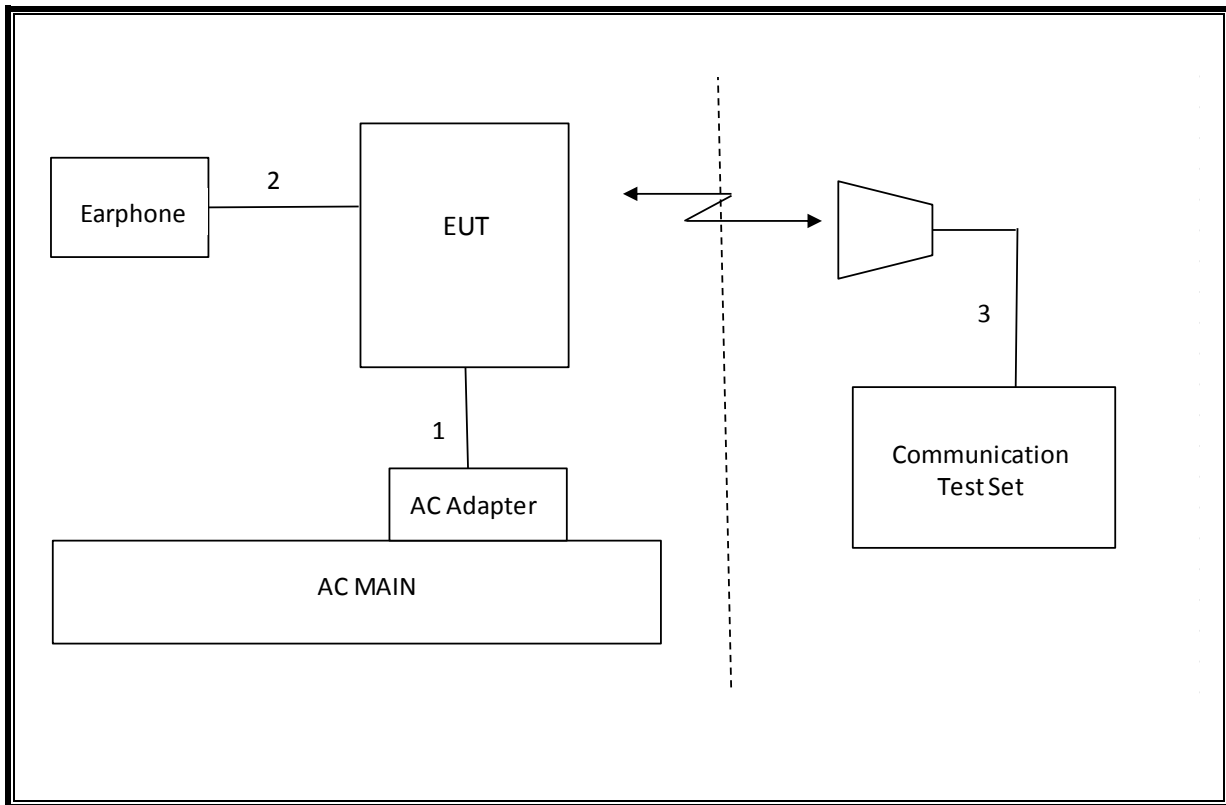 2
Earphone
EUT
3
1
Communication
Test Set
AC Adapter
AC MAIN